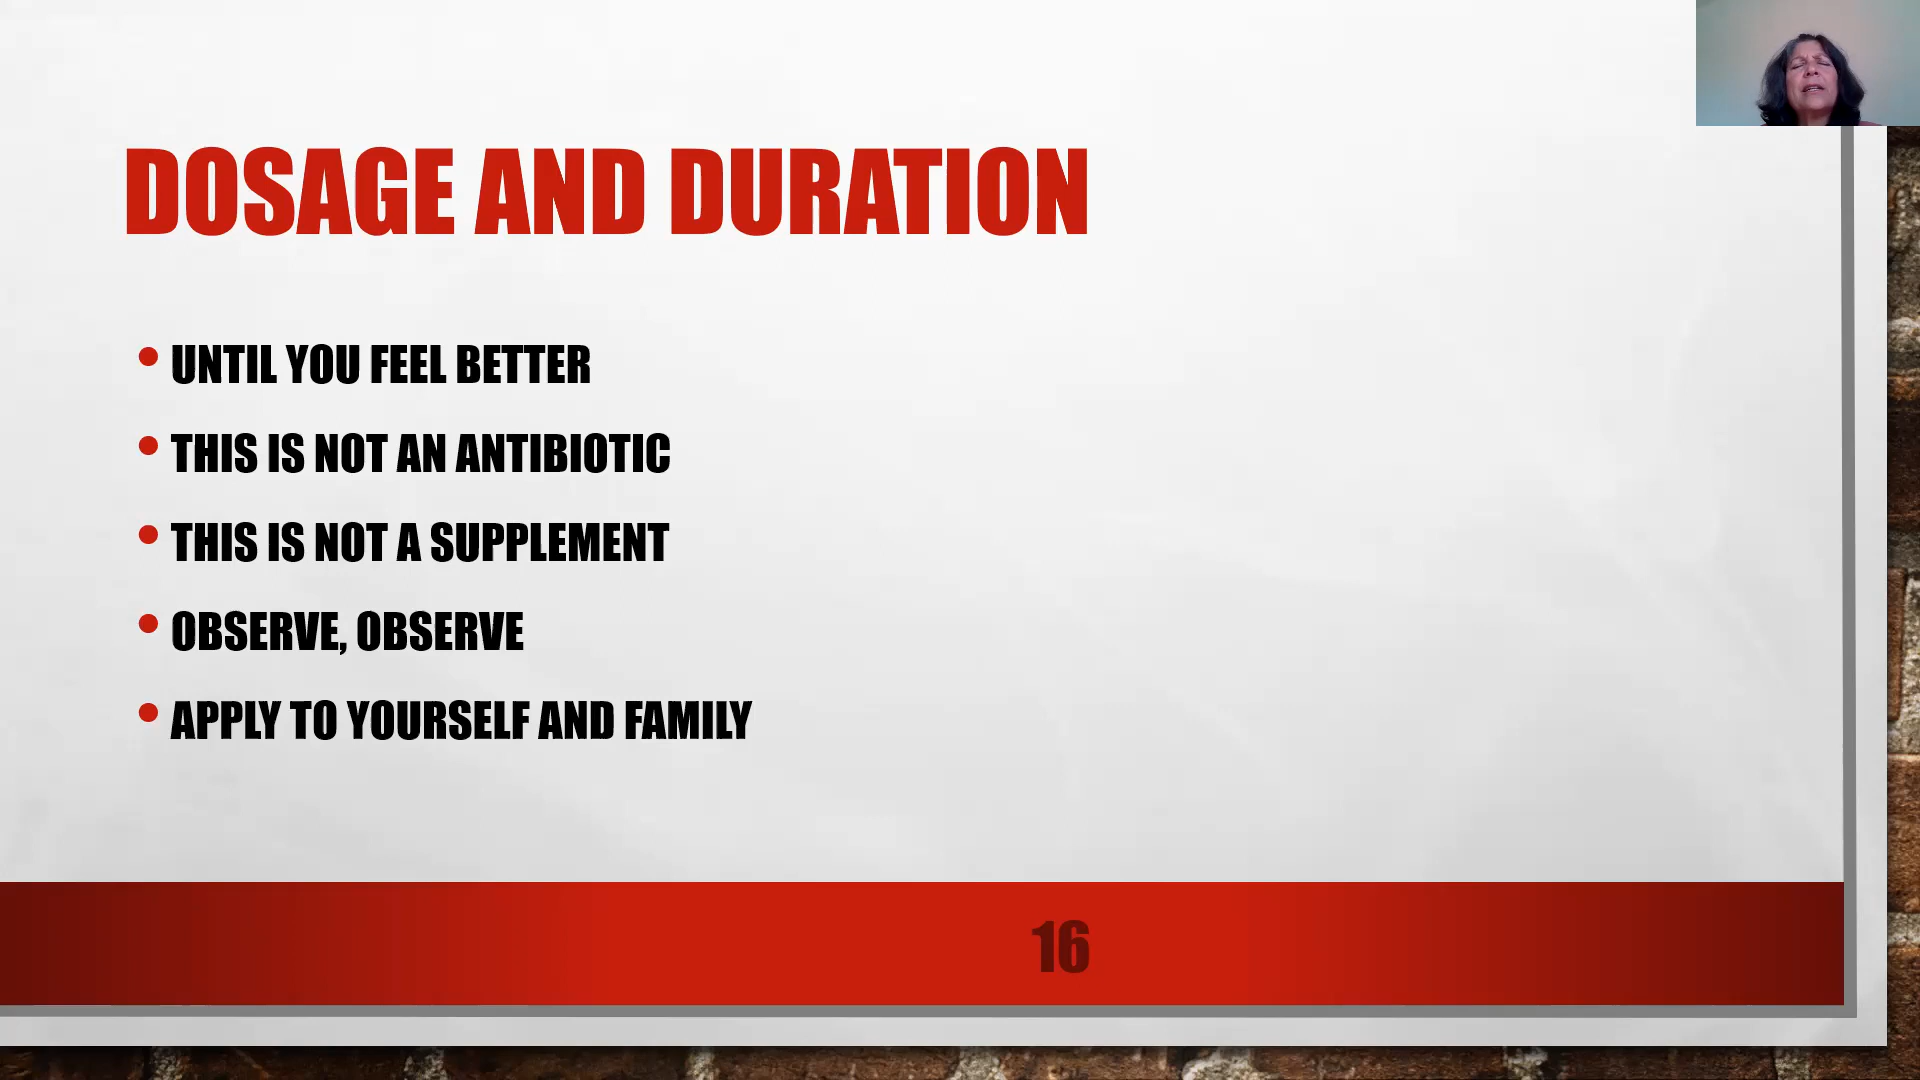 DOSAGE AND DURATION
• UNTIL YOU FEEL BETTER
• THIS IS NOT AN ANTIBIOTIC
• THIS IS NOT A SUPPLEMENT
• OBSERVE, OBSERVE
• APPLY TO YOURSELF AND FAMILY
16